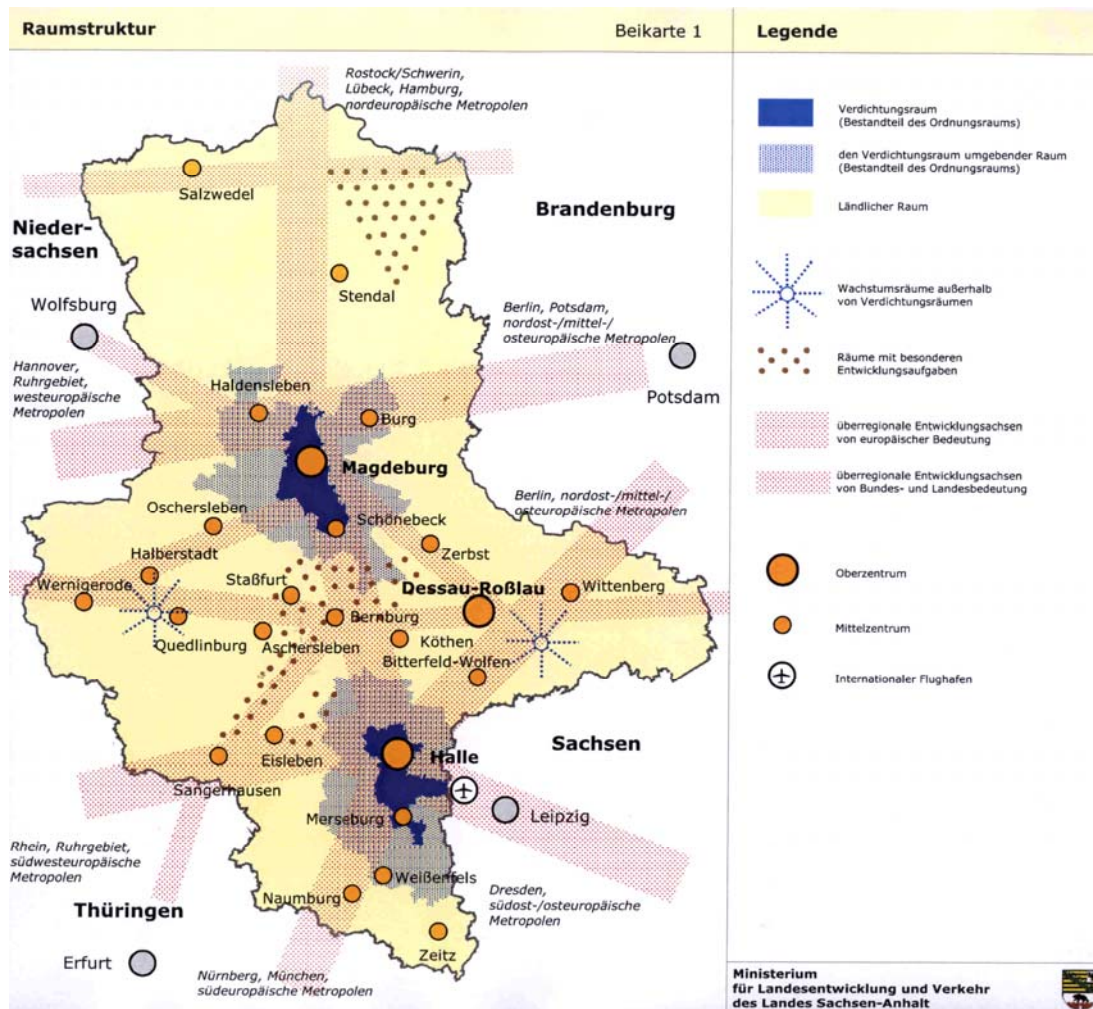 Raumstruktur
Beikarte 1
Legende
Rostock/Schwerin,
Lübeck, Hamburg,
nordeuropäische Metropolen
Salzwedel
Nieder-
sachsen
Brandenburg
Stendal
Wolfsburg
Berlin, Potsdam,
nordost-/mittel-/
osteuropäische Metropolen
Hannover,
Ruhrgebiet,
westeuropäische
Metropolen
Haldensleben
Potsdam
Burg
Magdeburg
Berlin, nordost-/mittel-/
osteuropäische Metropolen
Oschersleben
Schönebeck
Halberstadt
Zerbst
Wernigerode
Staßfurt
Dessau-Roßlau
Wittenberg
Bernburg
Quedlinburg
Aschersleben
Köthen
Bitterfeld-Wolfen
Eisleben
Halle
Sachsen
Sangerhausen
Merseburg
Leipzig
Rhein, Ruhrgebiet,
südwesteuropäische
Metropolen
Weißenfels
Naumburg
Dresden,
südost-/osteuropäische
Metropolen
Thüringen
Zeitz
Erfurt
Nürnberg, München,
südeuropäische Metropolen
Verdichtungsraum
(Bestandteil des Ordnungsraums)
den Verdichtungsraum umgebender Raum
(Bestandteil des Ordnungsraums)
Ländlicher Raum
Wachstumsräume außerhalb
von Verdichtungsräumen
Räume mit besonderen
Entwicklungsaufgaben
überregionale Entwicklungsachsen
von europäischer Bedeutung
überregionale Entwicklungsachsen
von Bundes- und Landesbedeutung
Oberzentrum
Mittelzentrum
Internationaler Flughafen
Ministerium
für Landesentwicklung und Verkehr
des Landes Sachsen-Anhalt